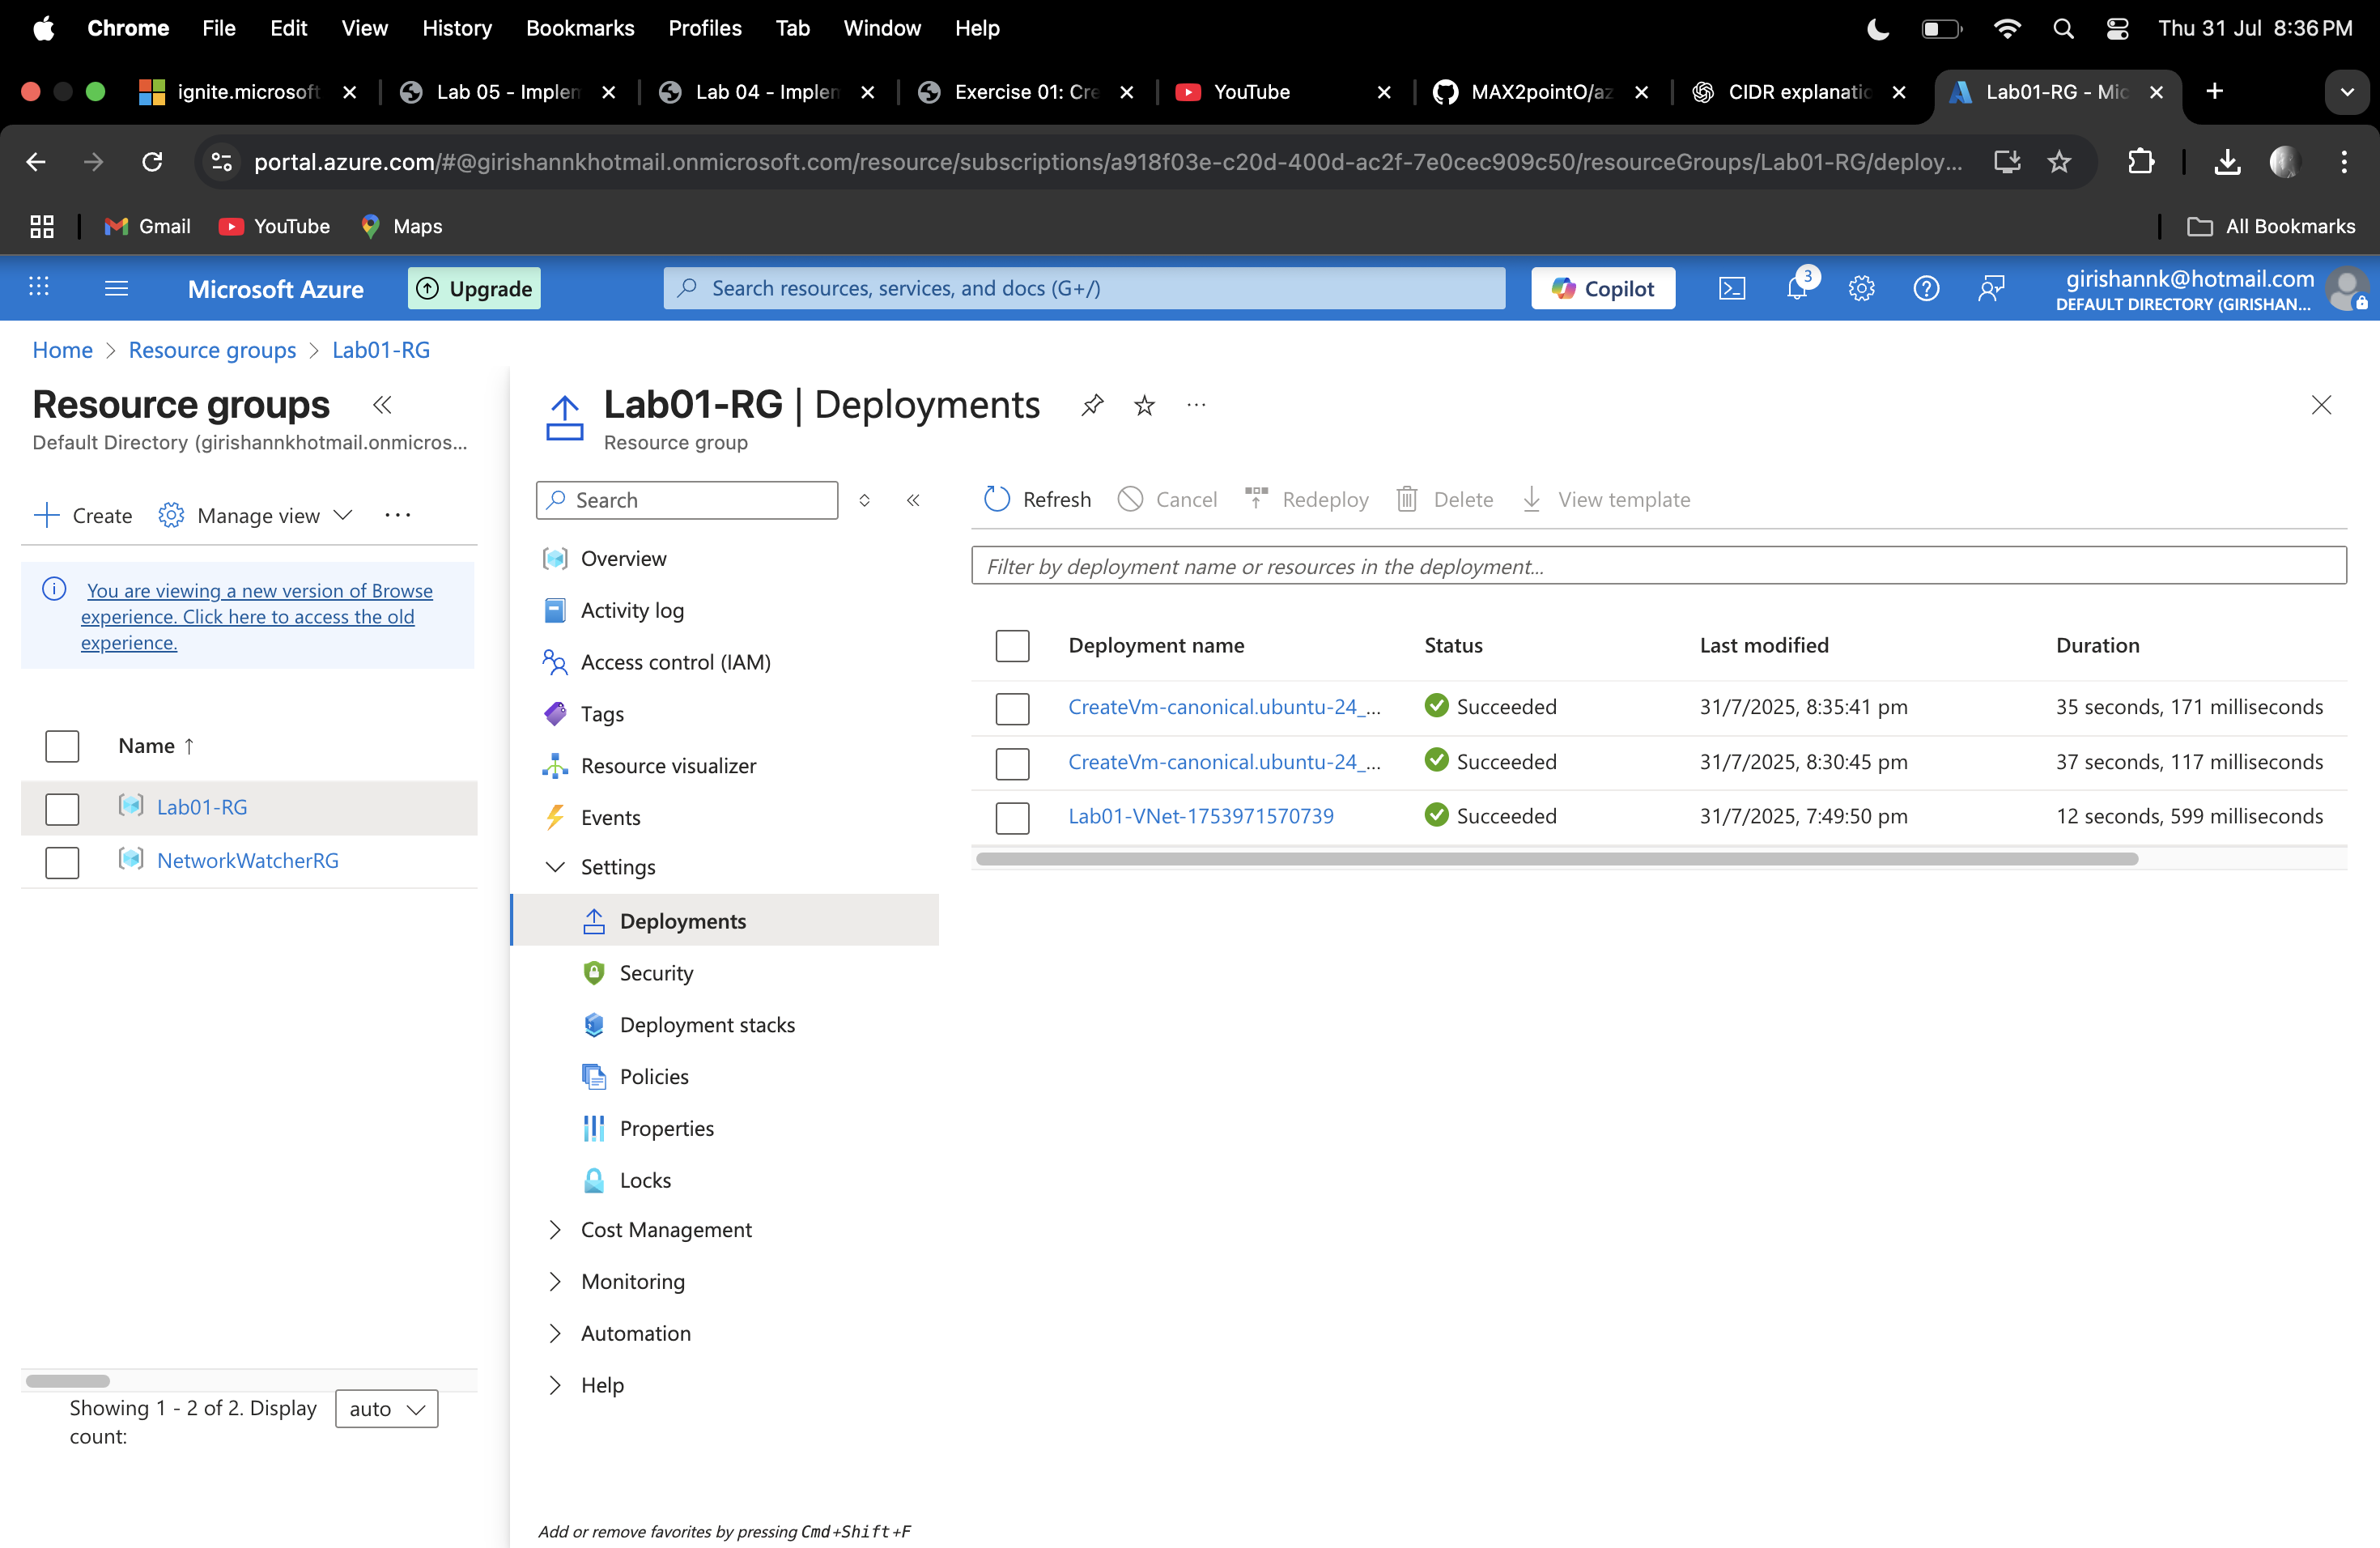 Chrome File Edit View History Bookmarks Profiles Tab Window Help Thu 31 Jul 8:36 PM
ignite.microsoft Lab 05 - Implem Lab 04 - Implem Exercise 01: Cre YouTube MAX2pointO/az CIDR explanatio Lab01-RG - Mic
portal.azure.com/#@girishannkhotmail.onmicrosoft.com/resource/subscriptions/a918f03e-c20d-400d-ac2f-7e0cec909c50/resourceGroups/Lab01-RG/deploy...
Gmail YouTube Maps All Bookmarks
Microsoft Azure Upgrade Search resources, services, and docs (G+/) Copilot 3 girishannk@hotmail.com
DEFAULT DIRECTORY (GIRISHAN...
Home > Resource groups > Lab01-RG
Resource groups
Default Directory (girishannkhotmail.onmicros...
Create Manage view ...
You are viewing a new version of Browse
experience. Click here to access the old
experience.
Name ↑
Lab01-RG
NetworkWatcherRG
Showing 1 - 2 of 2. Display
count:
auto
Lab01-RG | Deployments
Resource group
Search
Overview
Activity log
Access control (IAM)
Tags
Resource visualizer
Events
Settings
Deployments
Security
Deployment stacks
Policies
Properties
Locks
Cost Management
Monitoring
Automation
Help
Add or remove favorites by pressing Cmd+Shift+F
Refresh Cancel Redeploy Delete View template
Filter by deployment name or resources in the deployment...
Deployment name Status Last modified Duration
CreateVm-canonical.ubuntu-24_... Succeeded 31/7/2025, 8:35:41 pm 35 seconds, 171 milliseconds
CreateVm-canonical.ubuntu-24_... Succeeded 31/7/2025, 8:30:45 pm 37 seconds, 117 milliseconds
Lab01-VNet-1753971570739 Succeeded 31/7/2025, 7:49:50 pm 12 seconds, 599 milliseconds